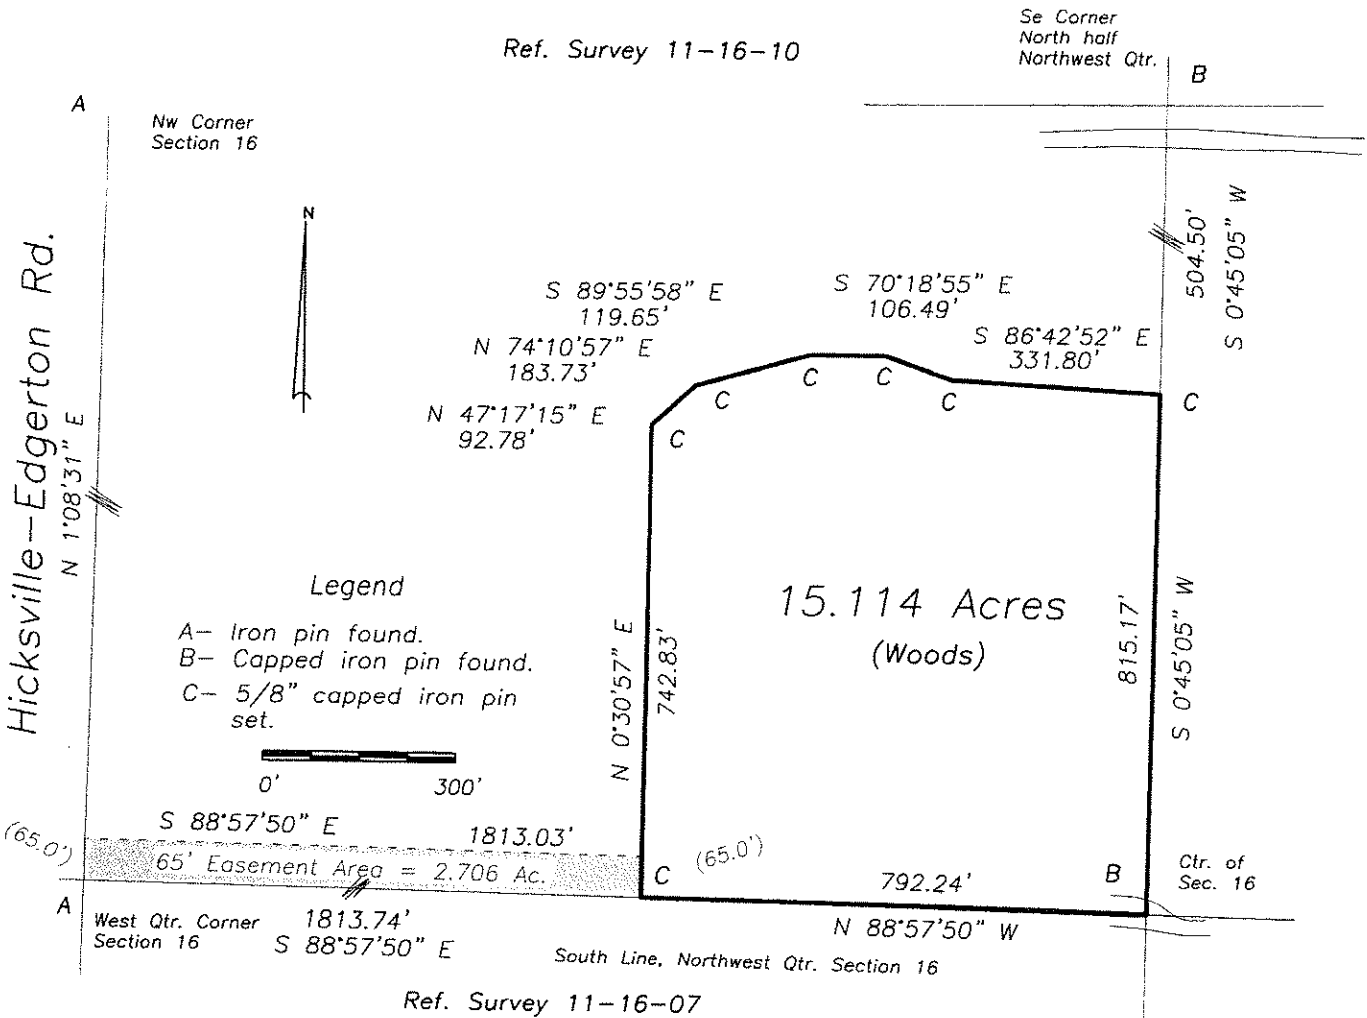 Se Corner
North half
Northwest Qtr.
Ref. Survey 11-16-10
B
A
Nw Corner
Section 16
N
504.50'
S 0°45'05" W
S 89°55'58" E
119.65'
S 70°18'55" E
106.49'
N 74°10'57" E
183.73'
S 86°42'52" E
331.80'
N 47°17'15" E
92.78'
C
C
C
C
C
C
Hicksville-Edgerton Rd.
N 1°08'31" E
Legend
A- Iron pin found.
B- Capped iron pin found.
C- 5/8" capped iron pin
set.
0' 300'
N 0°30'57" E
742.83'
15.114 Acres
(Woods)
815.17'
S 0°45'05" W
S 88°57'50" E
1813.03'
(65.0')
65' Easement Area = 2.706 Ac.
C
(65.0')
792.24'
B
Ctr. of
Sec. 16
A
West Qtr. Corner
Section 16
1813.74'
S 88°57'50" E
N 88°57'50" W
South Line, Northwest Qtr. Section 16
Ref. Survey 11-16-07